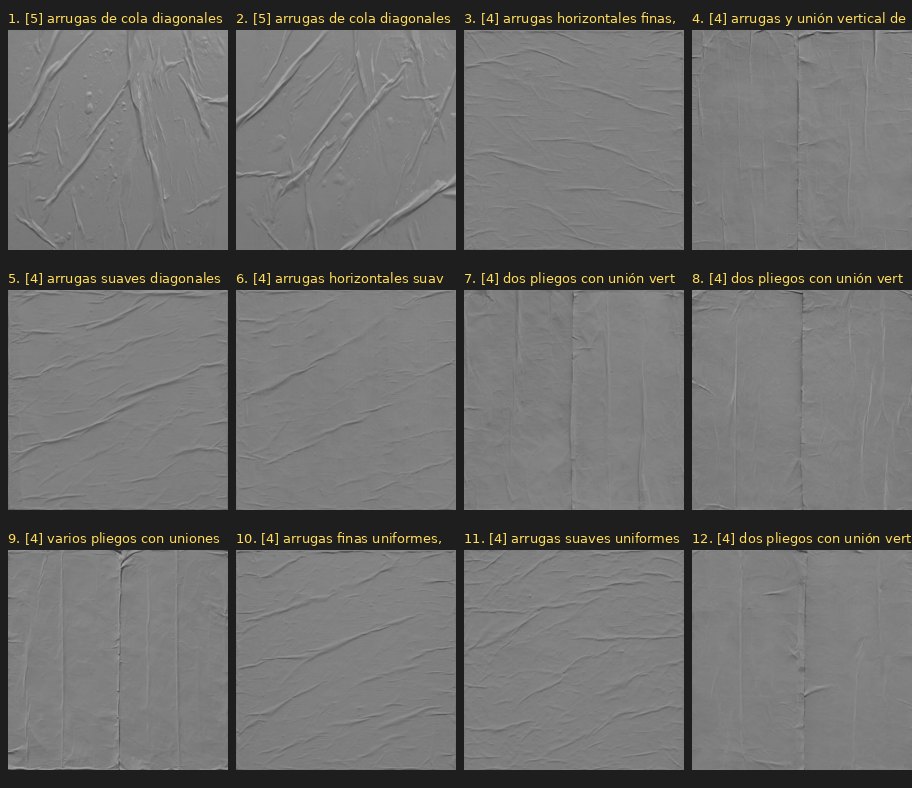 1. [5] arrugas de cola diagonales
2. [5] arrugas de cola diagonales
3. [4] arrugas horizontales finas,
4. [4] arrugas y unión vertical de
5. [4] arrugas suaves diagonales
6. [4] arrugas horizontales suav
7. [4] dos pliegos con unión vert
8. [4] dos pliegos con unión vert
9. [4] varios pliegos con uniones
10. [4] arrugas finas uniformes,
11. [4] arrugas suaves uniformes
12. [4] dos pliegos con unión vert